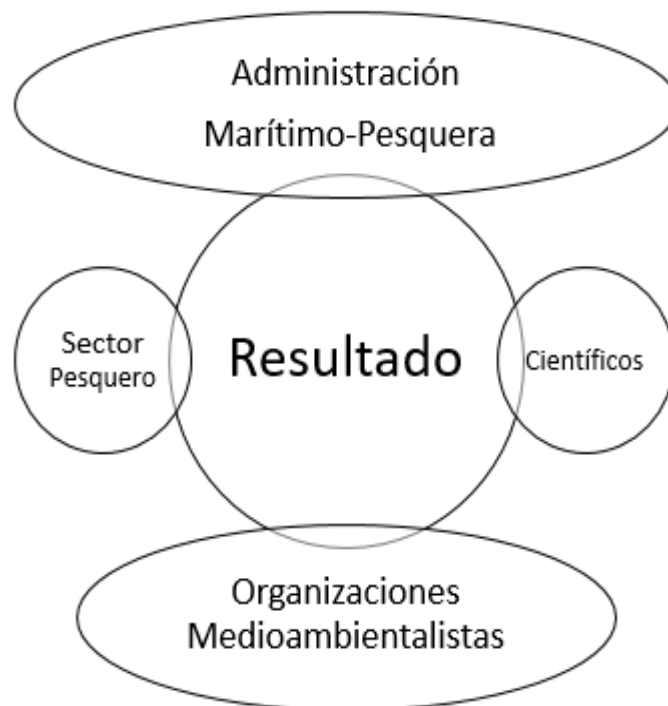 Administración
Marítimo-Pesquera
Sector
Pesquero
Resultado
Científicos
Organizaciones
Medioambientalistas